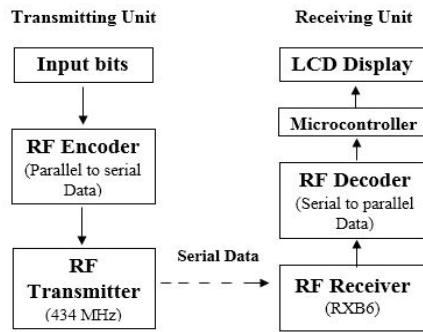 Transmitting Unit
Input bits
RF Encoder
(Parallel to serial
Data)
RF
Transmitter
(434 MHz)
Serial Data
Receiving Unit
LCD Display
Microcontroller
RF Decoder
(Serial to parallel
Data)
RF Receiver
(RXB6)